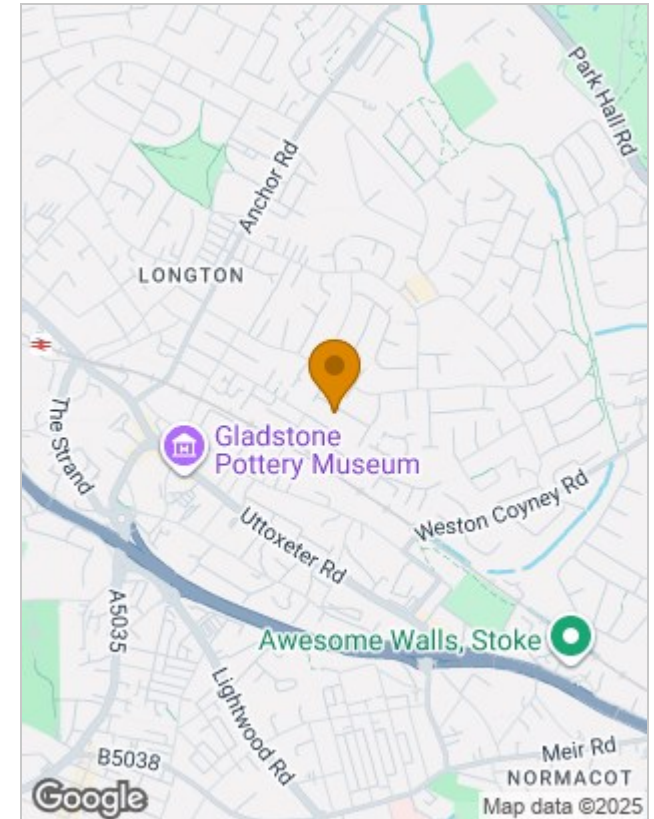 Park Hall Rd
Anchor Rd
LONGTON
The Strand
Gladstone
Pottery Museum
Weston Coyney Rd
Uttoxeter Rd
A5035
Awesome Walls, Stoke
Lightwood Rd
B5038
Meir Rd
NORMACOT
Google
Map data ©2025